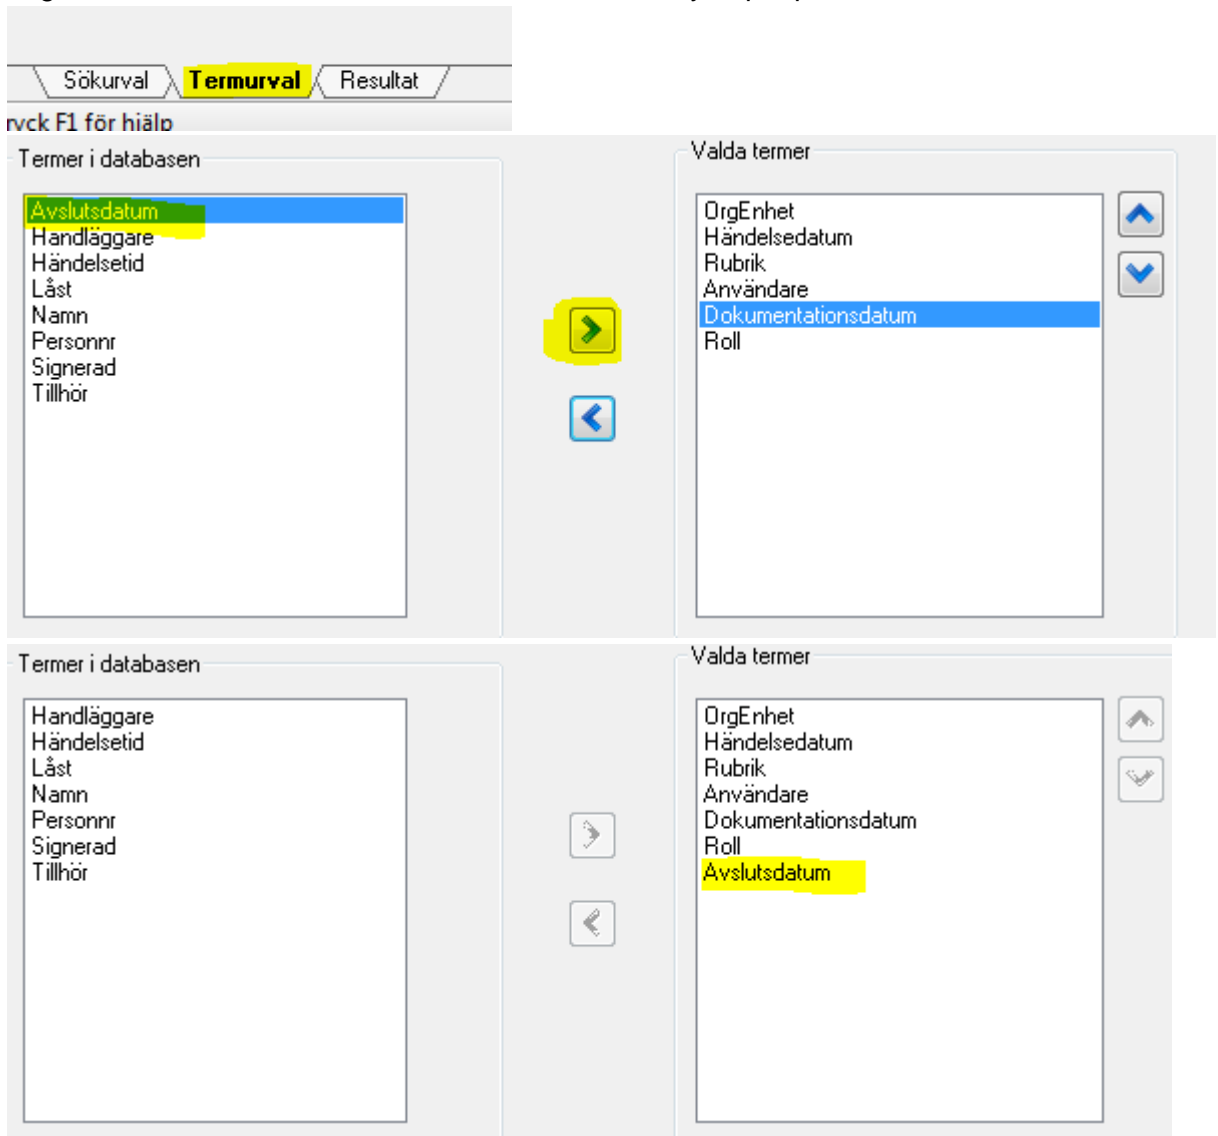 Sökurval Termurval Resultat
ryck F1 för hjälp
Termer i databasen
Avslutsdatum
Handläggare
Händelsetid
Låst
Namn
Personnr
Signerad
Tillhör
Valda termer
OrgEnhet
Händelsedatum
Rubrik
Användare
Dokumentationsdatum
Roll
Termer i databasen
Handläggare
Händelsetid
Låst
Namn
Personnr
Signerad
Tillhör
Valda termer
OrgEnhet
Händelsedatum
Rubrik
Användare
Dokumentationsdatum
Roll
Avslutsdatum